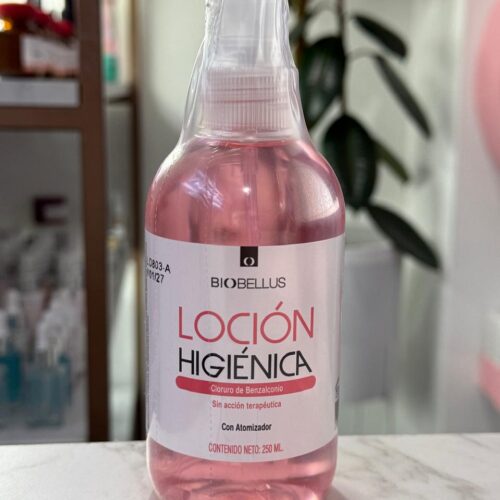 BIOBELLUS
LOCIÓN
HIGIÉNICA
Cloruro de Benzalconio
Sin acción terapéutica
Con Atomizador
CONTENIDO NETO: 250 ML.